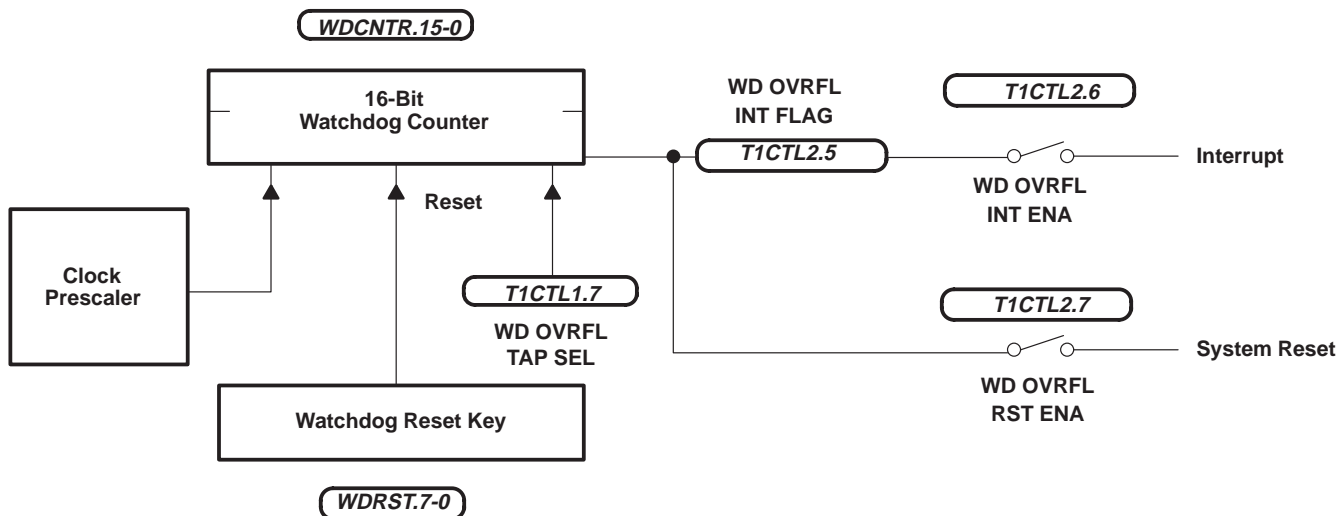 WDCNTR.15-0
16-Bit
Watchdog Counter
WD OVRFL
INT FLAG
T1CTL2.5
T1CTL2.6
Interrupt
WD OVRFL
INT ENA
Reset
Clock
Prescaler
T1CTL1.7
WD OVRFL
TAP SEL
T1CTL2.7
System Reset
WD OVRFL
RST ENA
Watchdog Reset Key
WDRST.7-0